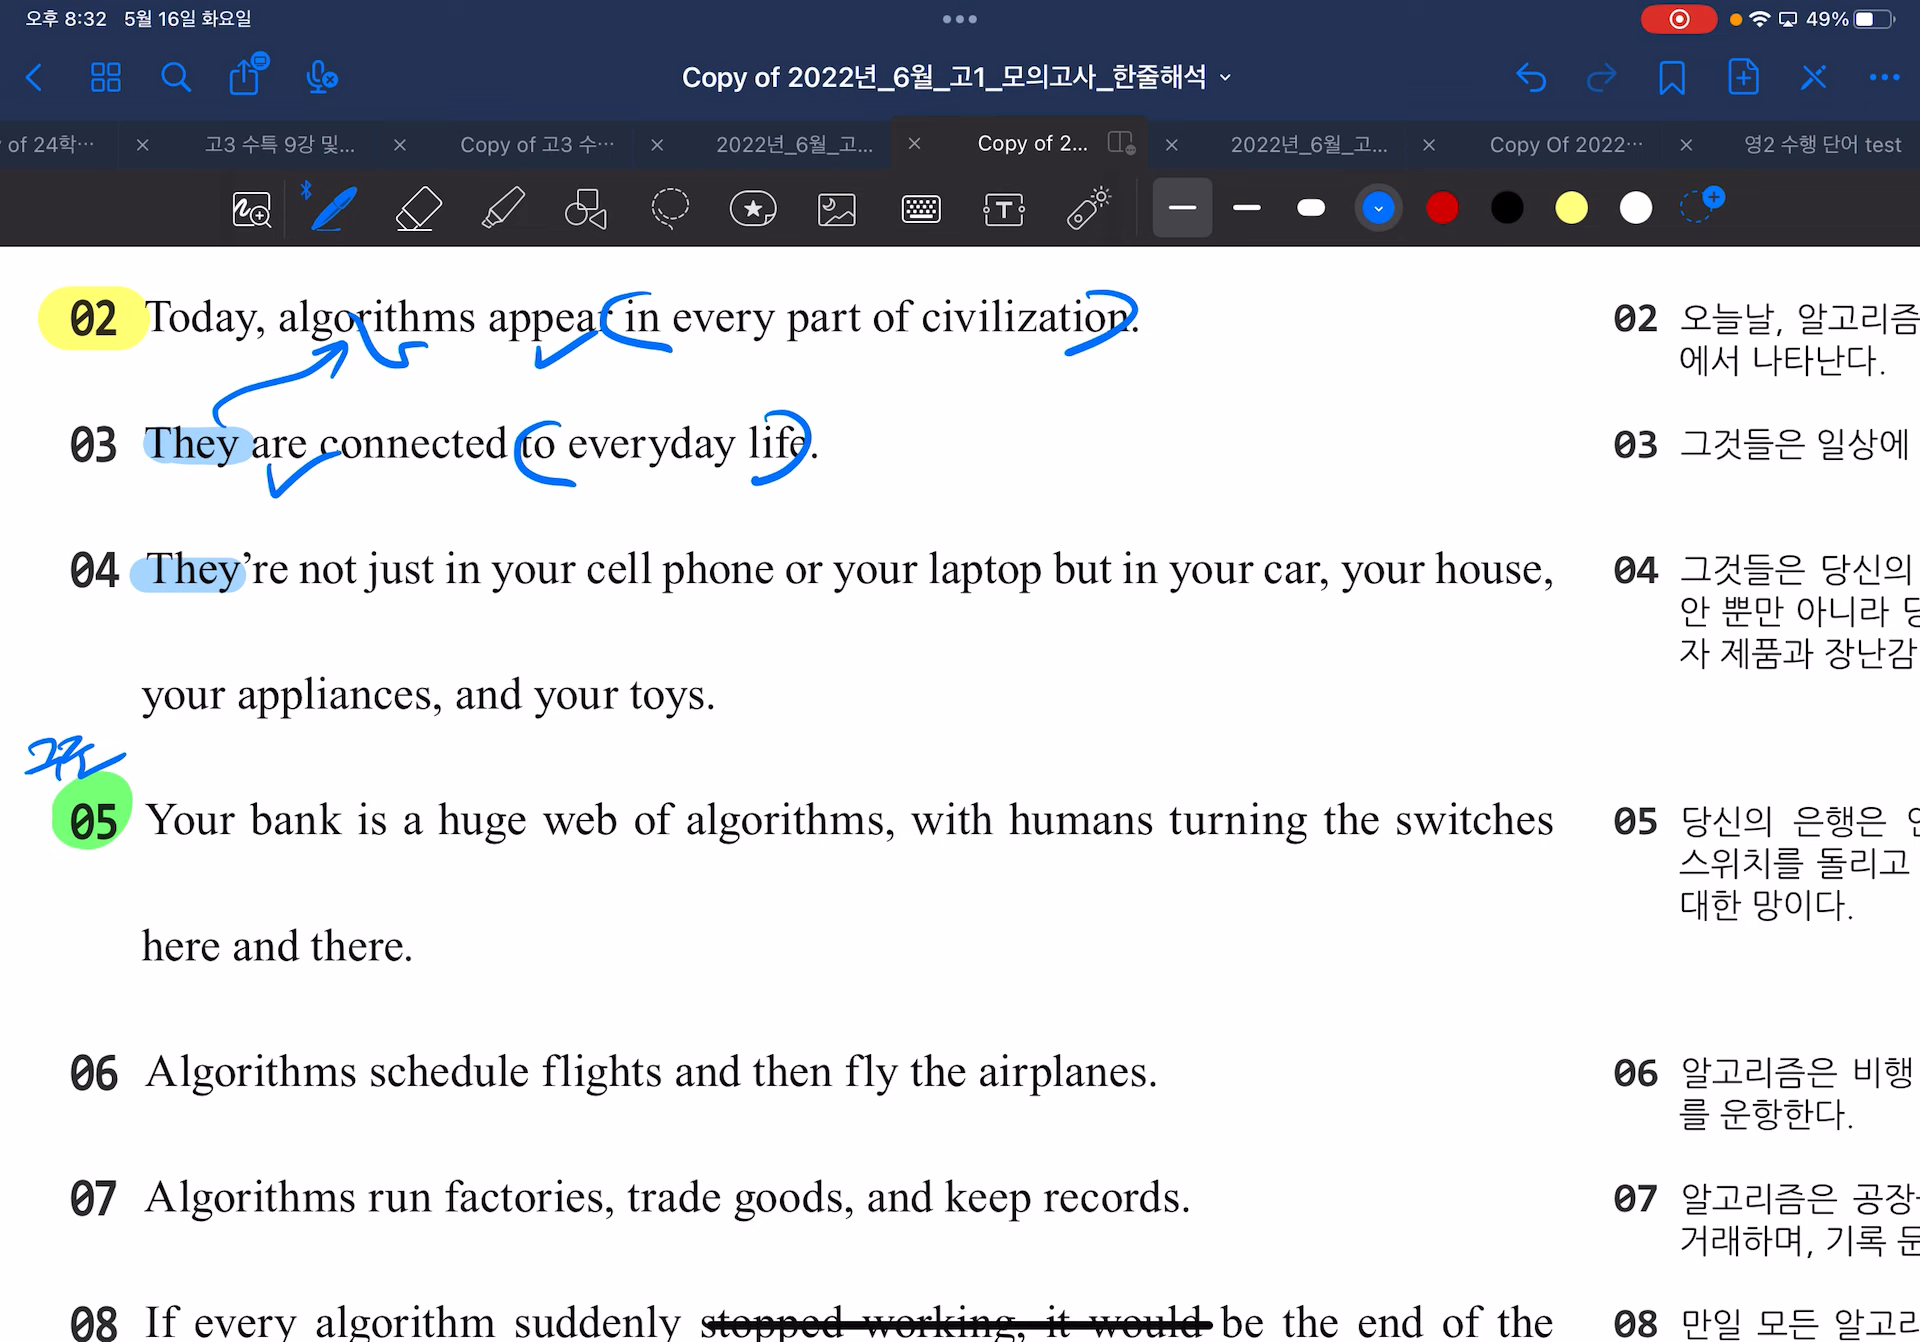 오후 8:32 5월 16일 화요일
49%
Copy of 2022년_6월_고1_모의고사_한줄해석
of 24학… 고3 수특 9강 및... Copy of 고3 수… 2022년_6월_고... Copy of 2... 2022년_6월_고... Copy Of 2022… 영2 수행 단어 test
02 Today, algorithms appear in every part of civilization.
02 오늘날, 알고리즘
에서 나타난다.
03 They are connected to everyday life.
03 그것들은 일상에
04 They're not just in your cell phone or your laptop but in your car, your house,
your appliances, and your toys.
04 그것들은 당신의
안 뿐만 아니라
자 제품과 장난감
05 Your bank is a huge web of algorithms, with humans turning the switches
here and there.
05 당신의 은행은
스위치를 돌리고
대한 망이다.
06 Algorithms schedule flights and then fly the airplanes.
06 알고리즘은 비행
를 운항한다.
07 Algorithms run factories, trade goods, and keep records.
07 알고리즘은 공장
거래하며, 기록
08 If every algorithm suddenly stopped working, it would be the end of the
08 만일 모든